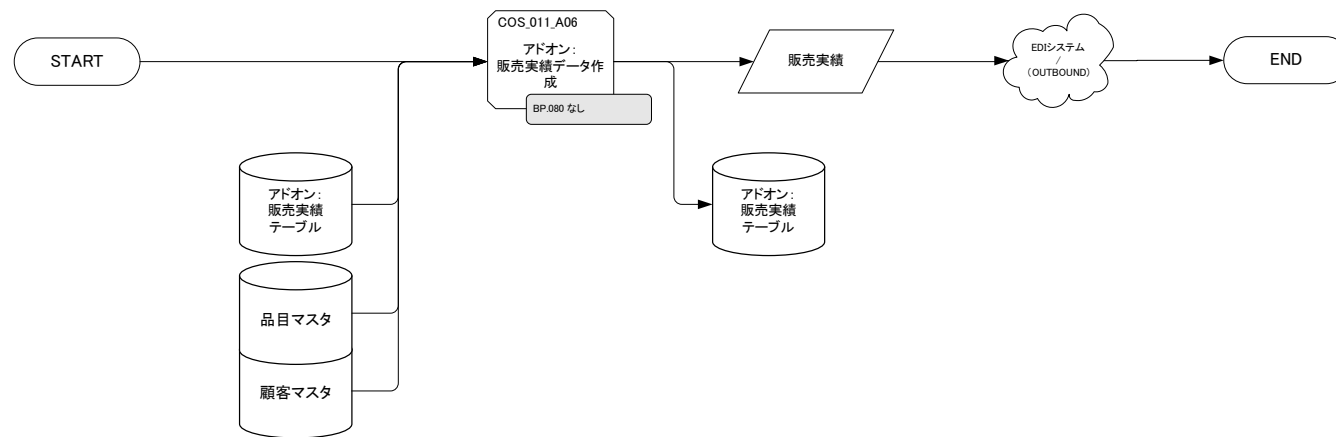 START
COS_011_A06
アドオン：
販売実績データ作
成
BP.080 なし
販売実績
EDIシステム
/
（OUTBOUND）
END
アドオン：
販売実績
テーブル
アドオン：
販売実績
テーブル
品目マスタ
顧客マスタ